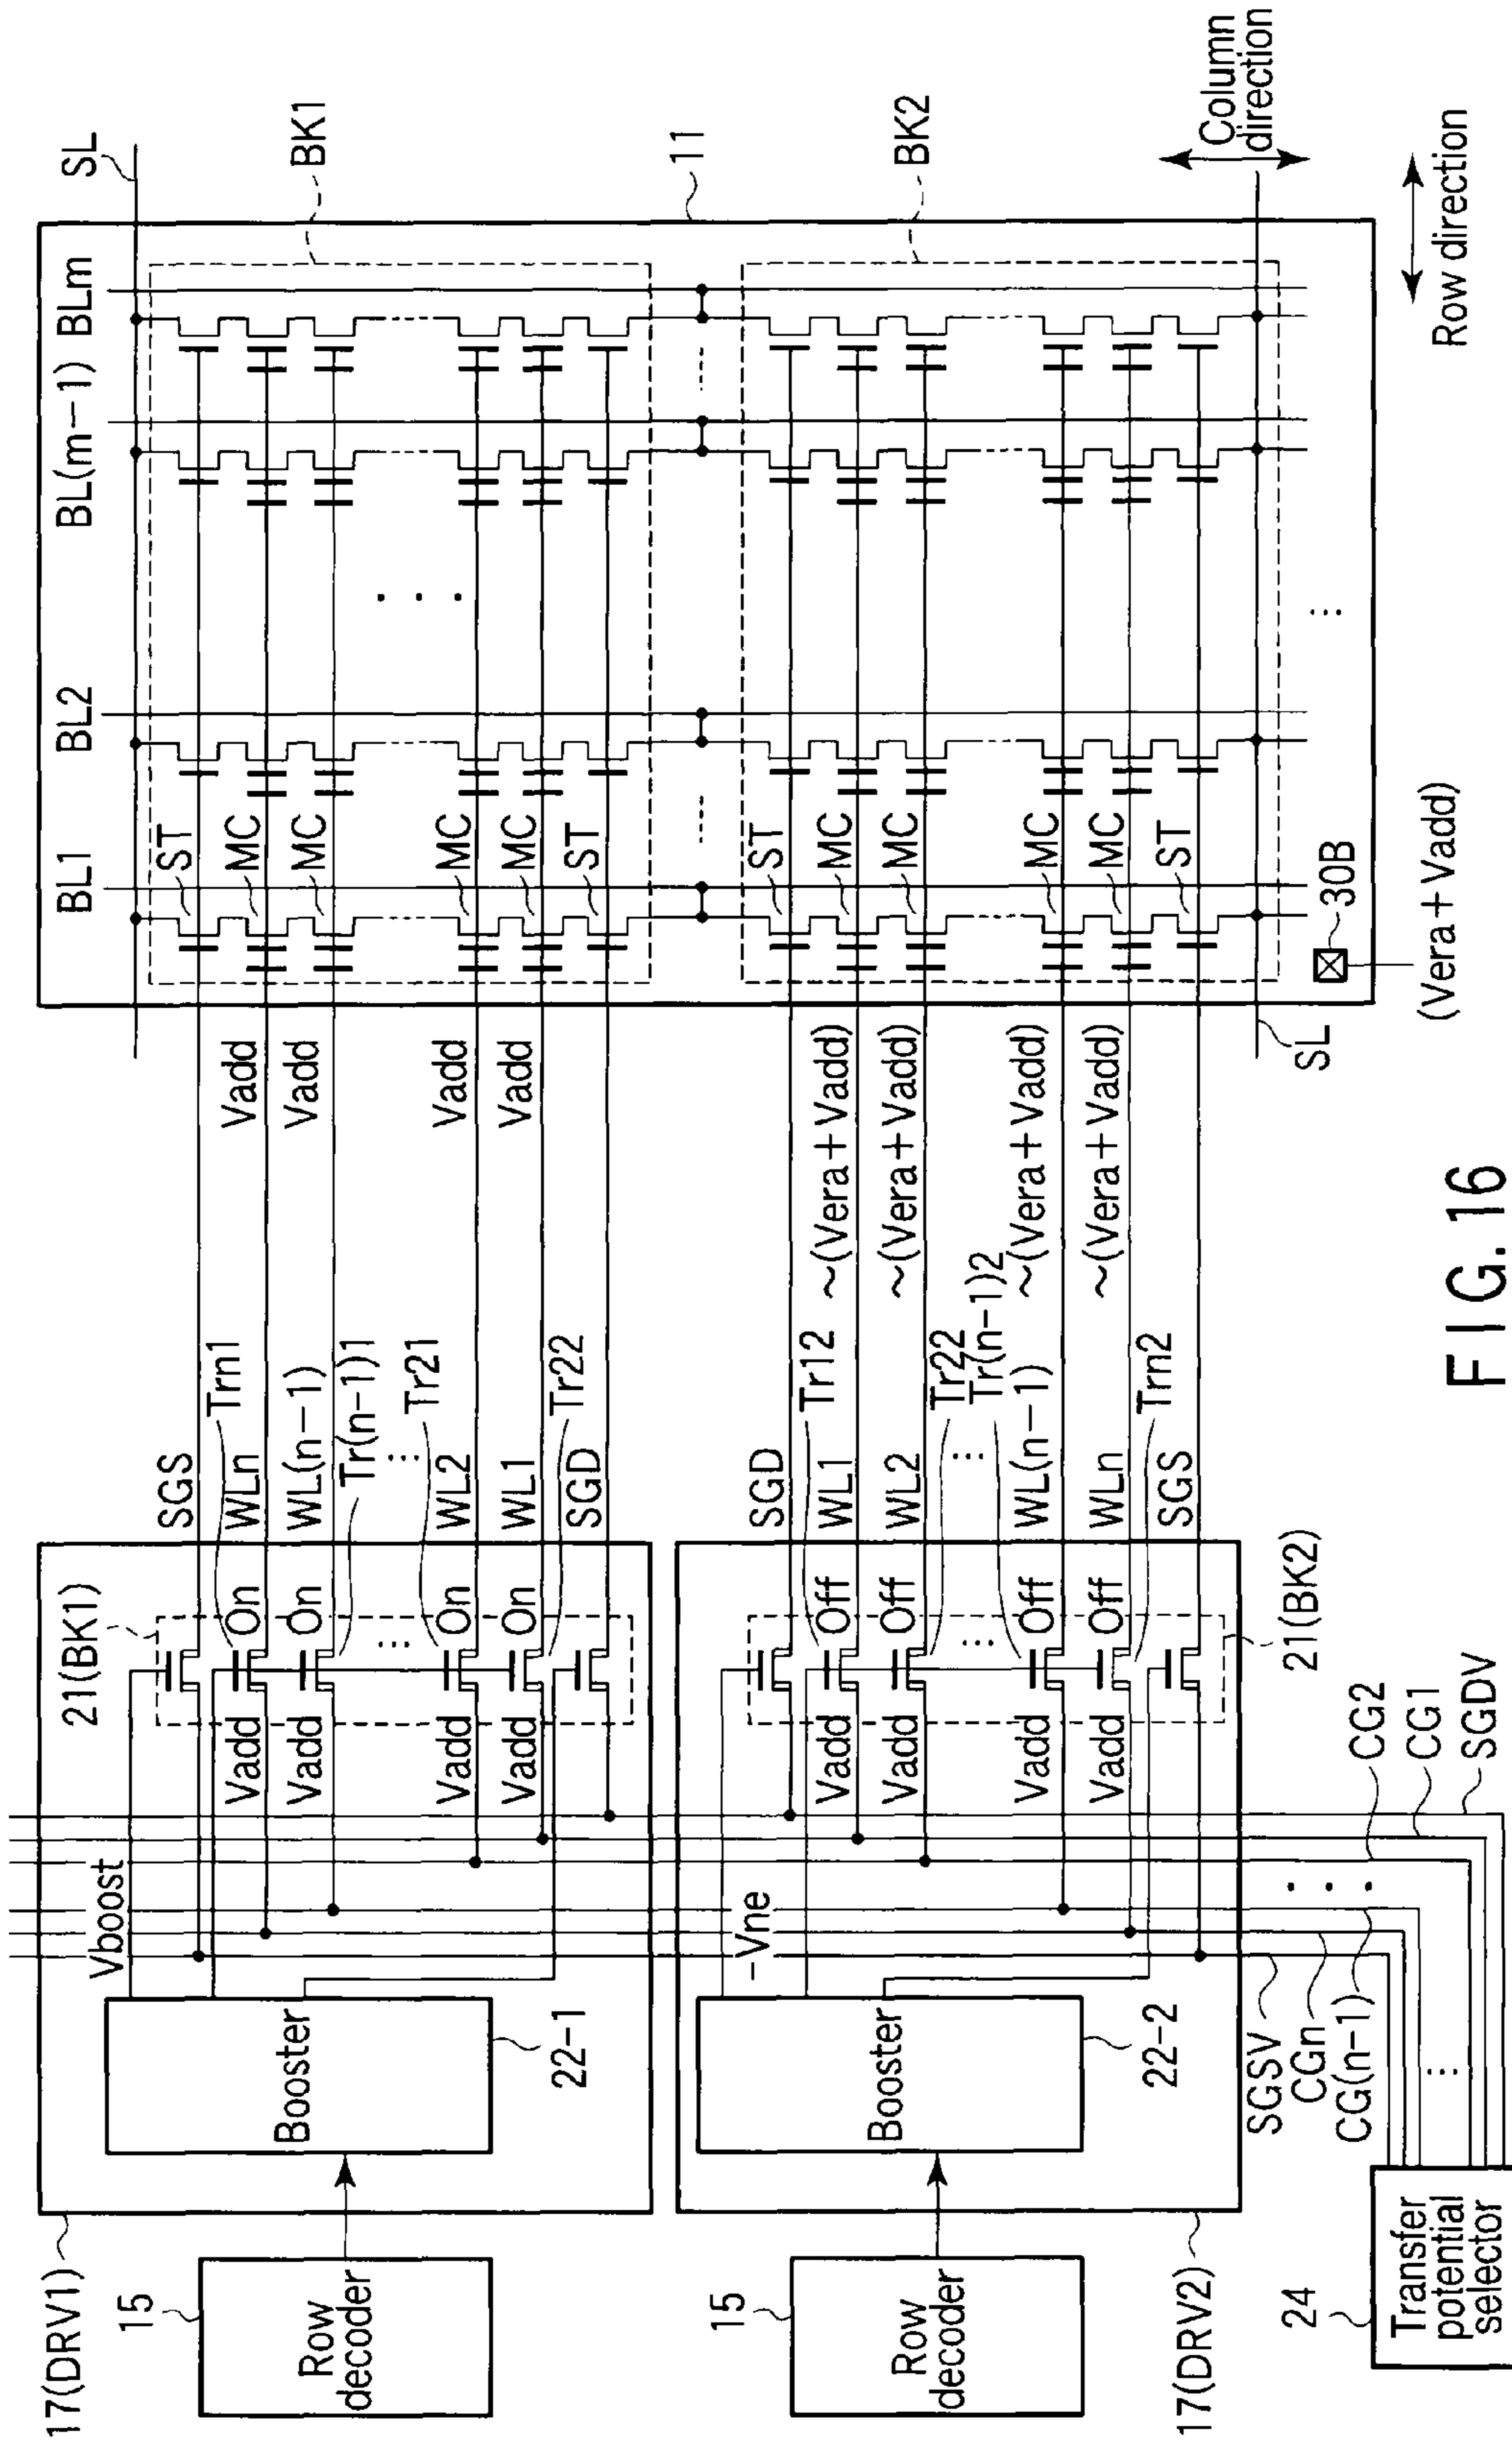 BL1
BL2
BL(m−1)
BLm
SL
BK1
11
BK2
Column
direction
Row direction
17(DRV1)
15
Row
decoder
Booster
22-1
Vboost
21(BK1)
Vadd
Vadd
Vadd
Vadd
On
On
...
On
On
SGS
Trn1
WLn
WL(n−1)
Tr(n−1)1
...
Tr21
WL2
WL1
Tr22
SGD
Vadd
Vadd
Vadd
Vadd
ST
MC
MC
MC
MC
ST
. . .
17(DRV2)
15
Row
decoder
Booster
22-2
-Vne
21(BK2)
Vadd
Vadd
Vadd
Vadd
Off
Off
...
Off
Off
SGD
Tr12
WL1
WL2
Tr22
...
Tr(n−1)2
WL(n−1)
WLn
Trn2
SGS
~(Vera+Vadd)
~(Vera+Vadd)
~(Vera+Vadd)
~(Vera+Vadd)
ST
MC
MC
MC
MC
ST
SL
30B
(Vera+Vadd)
...
24
Transfer
potential
selector
SGSV
CGn
CG(n−1)
...
. . .
CG2
CG1
SGDV
FIG. 16